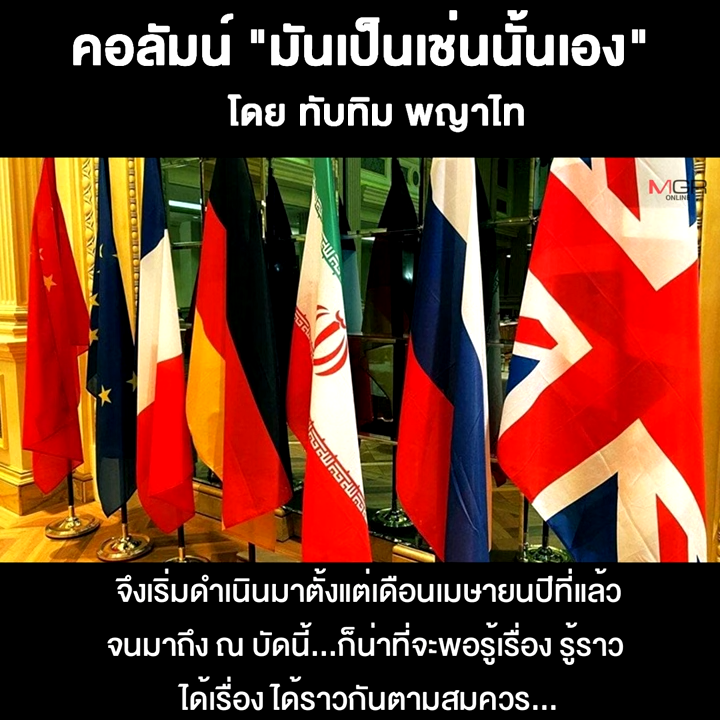 คอลัมน์ "มันเป็นเช่นนั้นเอง"
โดย ทับทิม พญาไท
MGR
ONLINE
จึงเริ่มดำเนินมาตั้งแต่เดือนเมษายนปีที่แล้ว
จนมาถึง ณ บัดนี้...ก็น่าที่จะพอรู้เรื่อง รู้ราว
ได้เรื่อง ได้ราวกันตามสมควร...